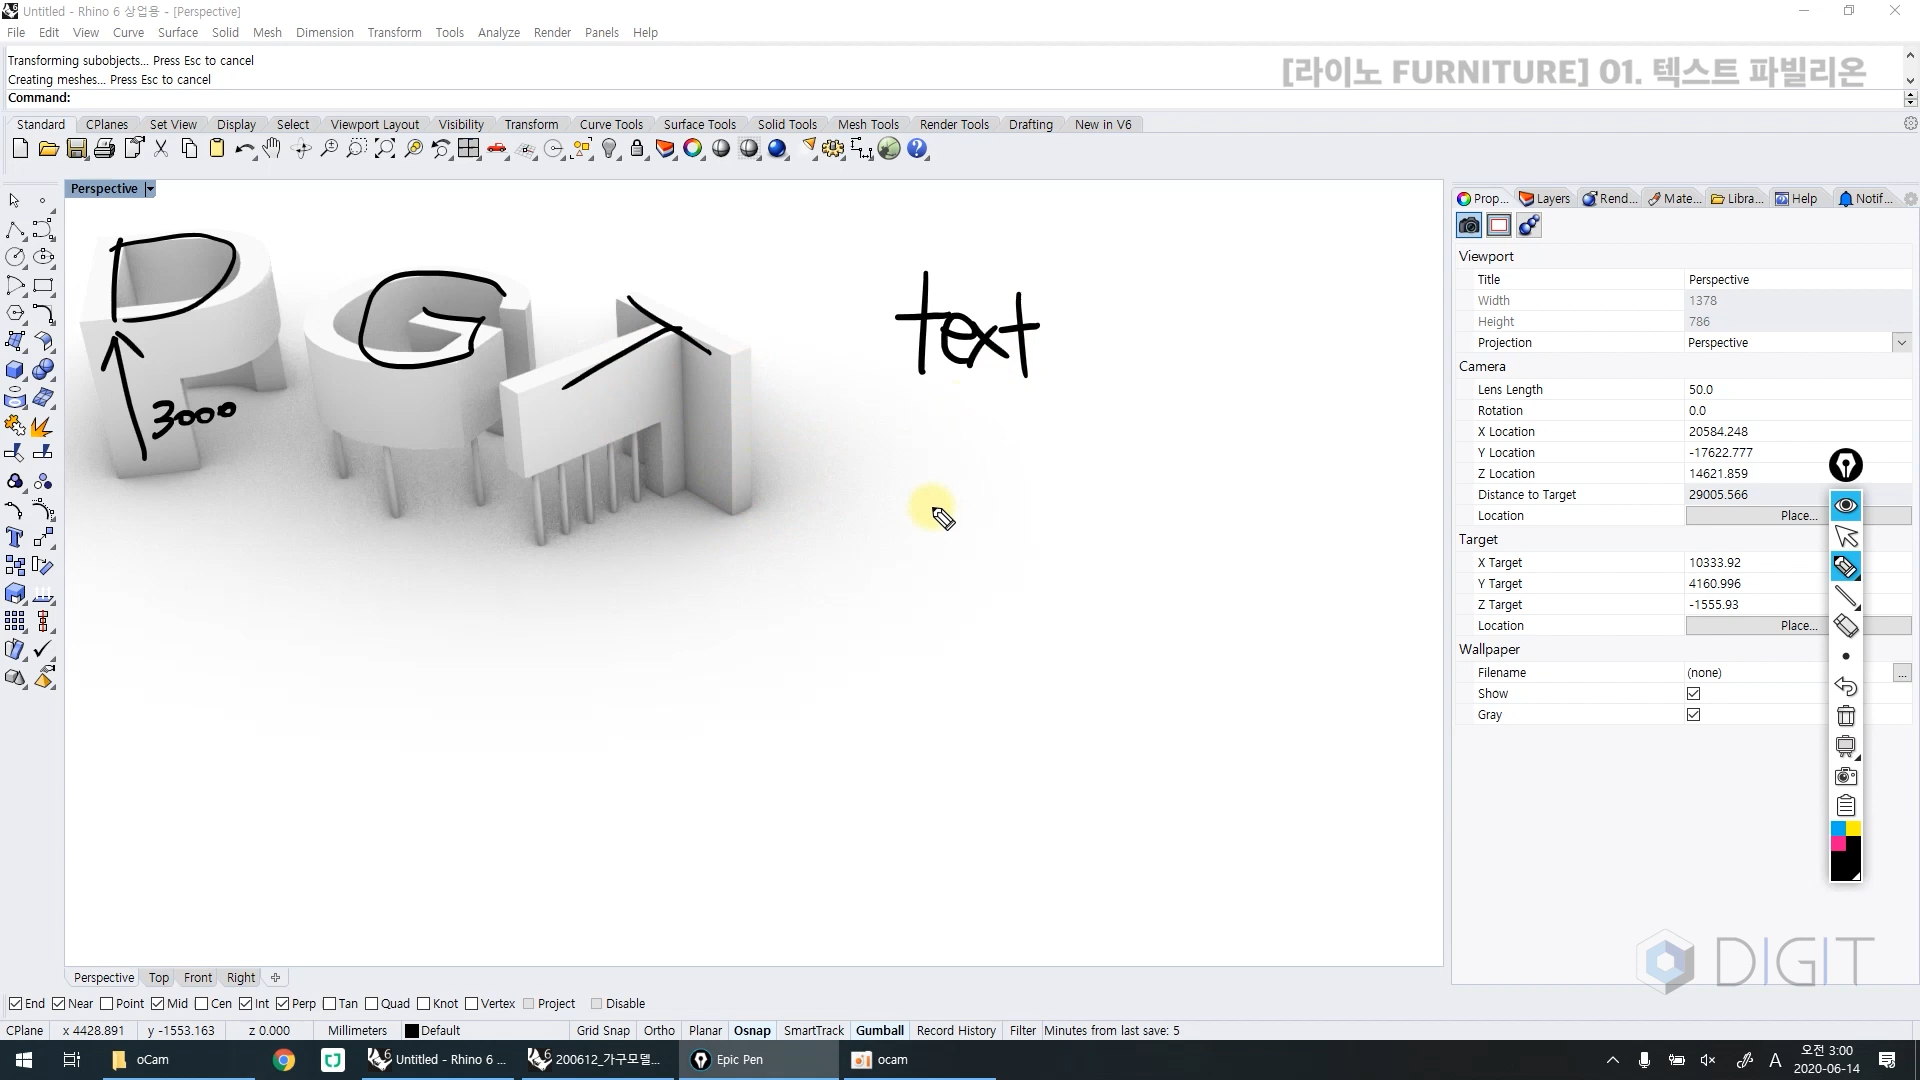 Untitled - Rhino 6 상업용 - [Perspective]
File Edit View Curve Surface Solid Mesh Dimension Transform Tools Analyze Render Panels Help
Transforming subobjects... Press Esc to cancel
Creating meshes... Press Esc to cancel
Command:
[라이노 FURNITURE] 01. 텍스트 파빌리온
Standard CPlanes Set View Display Select Viewport Layout Visibility Transform Curve Tools Surface Tools Solid Tools Mesh Tools Render Tools Drafting New in V6
Perspective
Prop... Layers Rend... Mate... Libra... Help Notif...
Viewport
Title Perspective
Width 1378
Height 786
Projection Perspective
Camera
Lens Length 50.0
Rotation 0.0
X Location 20584.248
Y Location -17622.777
Z Location 14621.859
Distance to Target 29005.566
Location Place...
Target
X Target 10333.92
Y Target 4160.996
Z Target -1555.93
Location Place...
Wallpaper
Filename (none) ...
Show
Gray
P G T
text
3000
DIGIT
Perspective Top Front Right
End Near Point Mid Cen Int Perp Tan Quad Knot Vertex Project Disable
CPlane x 4428.891 y -1553.163 z 0.000 Millimeters Default Grid Snap Ortho Planar Osnap SmartTrack Gumball Record History Filter Minutes from last save: 5
oCam Untitled - Rhino 6 ... 200612_가구모델... Epic Pen ocam A 오전 3:00
2020-06-14